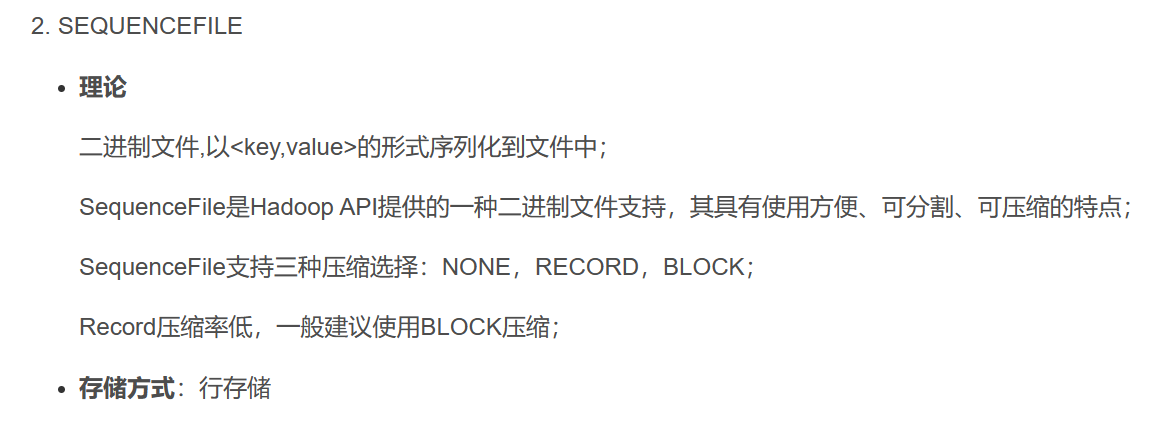 2. SEQUENCEFILE
• 理论
二进制文件,以<key,value>的形式序列化到文件中；
SequenceFile是Hadoop API提供的一种二进制文件支持，其具有使用方便、可分割、可压缩的特点；
SequenceFile支持三种压缩选择：NONE，RECORD，BLOCK；
Record压缩率低，一般建议使用BLOCK压缩；
• 存储方式：行存储